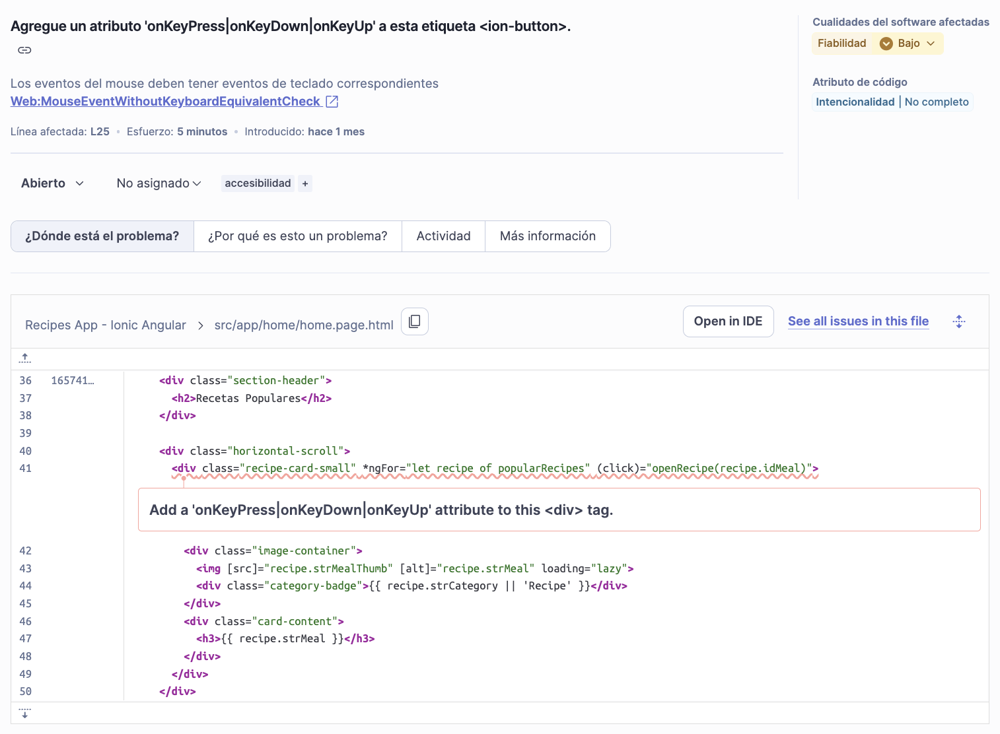 Agregue un atributo 'onKeyPress|onKeyDown|onKeyUp' a esta etiqueta <ion-button>.
Los eventos del mouse deben tener eventos de teclado correspondientes
Web:MouseEventWithoutKeyboardEquivalentCheck
Línea afectada: L25 • Esfuerzo: 5 minutos • Introducido: hace 1 mes
Abierto No asignado accesibilidad +
Cualidades del software afectadas
Fiabilidad Bajo
Atributo de código
Intencionalidad | No completo
¿Dónde está el problema? ¿Por qué es esto un problema? Actividad Más información
Recipes App - Ionic Angular > src/app/home/home.page.html Open in IDE See all issues in this file
36 165741… <div class="section-header">
37 <h2>Recetas Populares</h2>
38 </div>
39
40 <div class="horizontal-scroll">
41 <div class="recipe-card-small" *ngFor="let recipe of popularRecipes" (click)="openRecipe(recipe.idMeal)">
Add a 'onKeyPress|onKeyDown|onKeyUp' attribute to this <div> tag.
42 <div class="image-container">
43 <img [src]="recipe.strMealThumb" [alt]="recipe.strMeal" loading="lazy">
44 <div class="category-badge">{{ recipe.strCategory || 'Recipe' }}</div>
45 </div>
46 <div class="card-content">
47 <h3>{{ recipe.strMeal }}</h3>
48 </div>
49 </div>
50 </div>